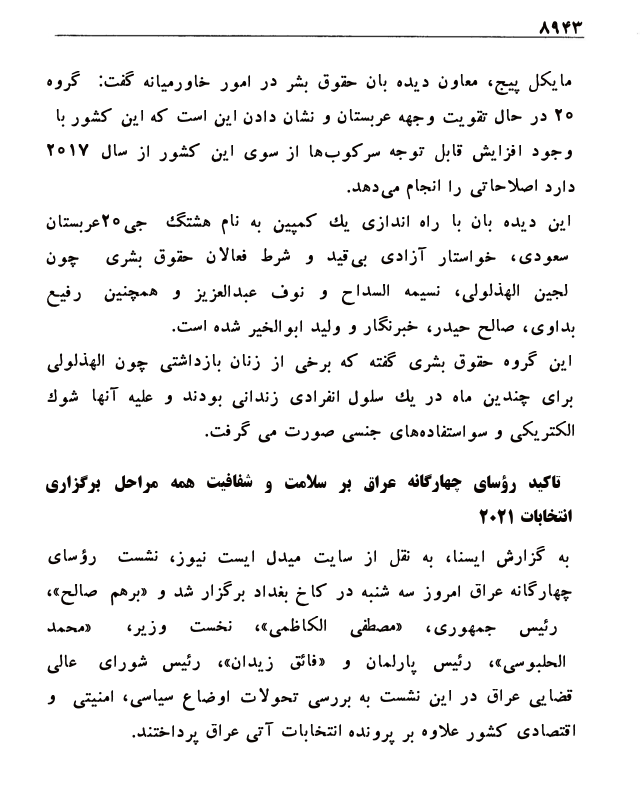 ۸۹۴۳
مایکل پیج، معاون دیده بان حقوق بشر در امور خاورمیانه گفت: گروه
۲۰ در حال تقویت وجهه عربستان و نشان دادن این است که این کشور با
وجود افزایش قابل توجه سرکوب‌ها از سوی این کشور از سال ۲۰۱۷
دارد اصلاحاتی را انجام می‌دهد.
این دیده بان با راه اندازی یك کمپین به نام هشتگ جی۲۰عربستان
سعودی، خواستار آزادی بی‌قید و شرط فعالان حقوق بشری چون
لجین الهذلولی، نسیمه السداح و نوف عبدالعزیز و همچنین رفیع
بداوی، صالح حیدر، خبرنگار و ولید ابوالخیر شده است.
این گروه حقوق بشری گفته که برخی از زنان بازداشتی چون الهذلولی
برای چندین ماه در یك سلول انفرادی زندانی بودند و علیه آنها شوك
الکتریکی و سواستفاده‌های جنسی صورت می گرفت.
تاکید رؤسای چهارگانه عراق بر سلامت و شفافیت همه مراحل برگزاری
انتخابات ۲۰۲۱
به گزارش ایسنا، به نقل از سایت میدل ایست نیوز، نشست رؤسای
چهارگانه عراق امروز سه شنبه در کاخ بغداد برگزار شد و «برهم صالح»،
رئیس جمهوری، «مصطفی الکاظمی»، نخست وزیر، «محمد
الحلبوسی»، رئیس پارلمان و «فائق زیدان»، رئیس شورای عالی
قضایی عراق در این نشست به بررسی تحولات اوضاع سیاسی، امنیتی و
اقتصادی کشور علاوه بر پرونده انتخابات آتی عراق پرداختند.